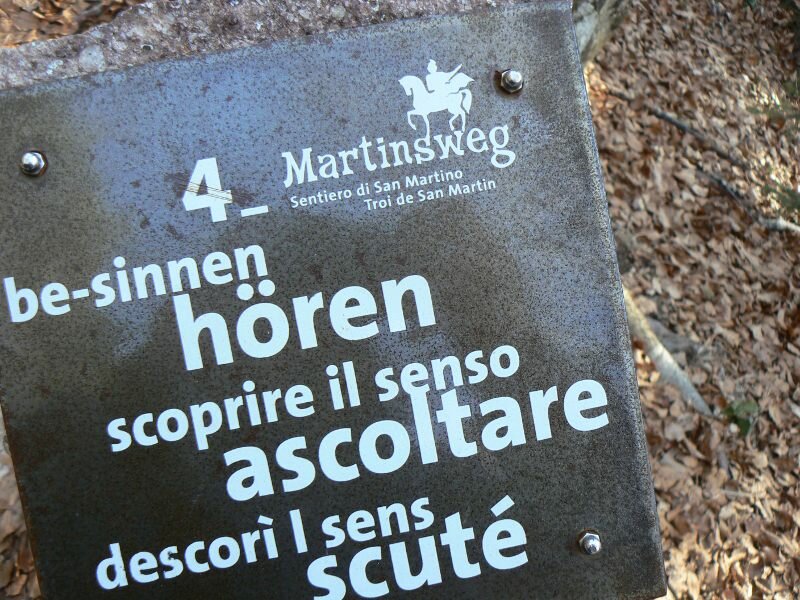 Martinsweg
Sentiero di San Martino
Troi de San Martin
4_
be-sinnen
hören
scoprire il senso
ascoltare
descorì l sens
scuté